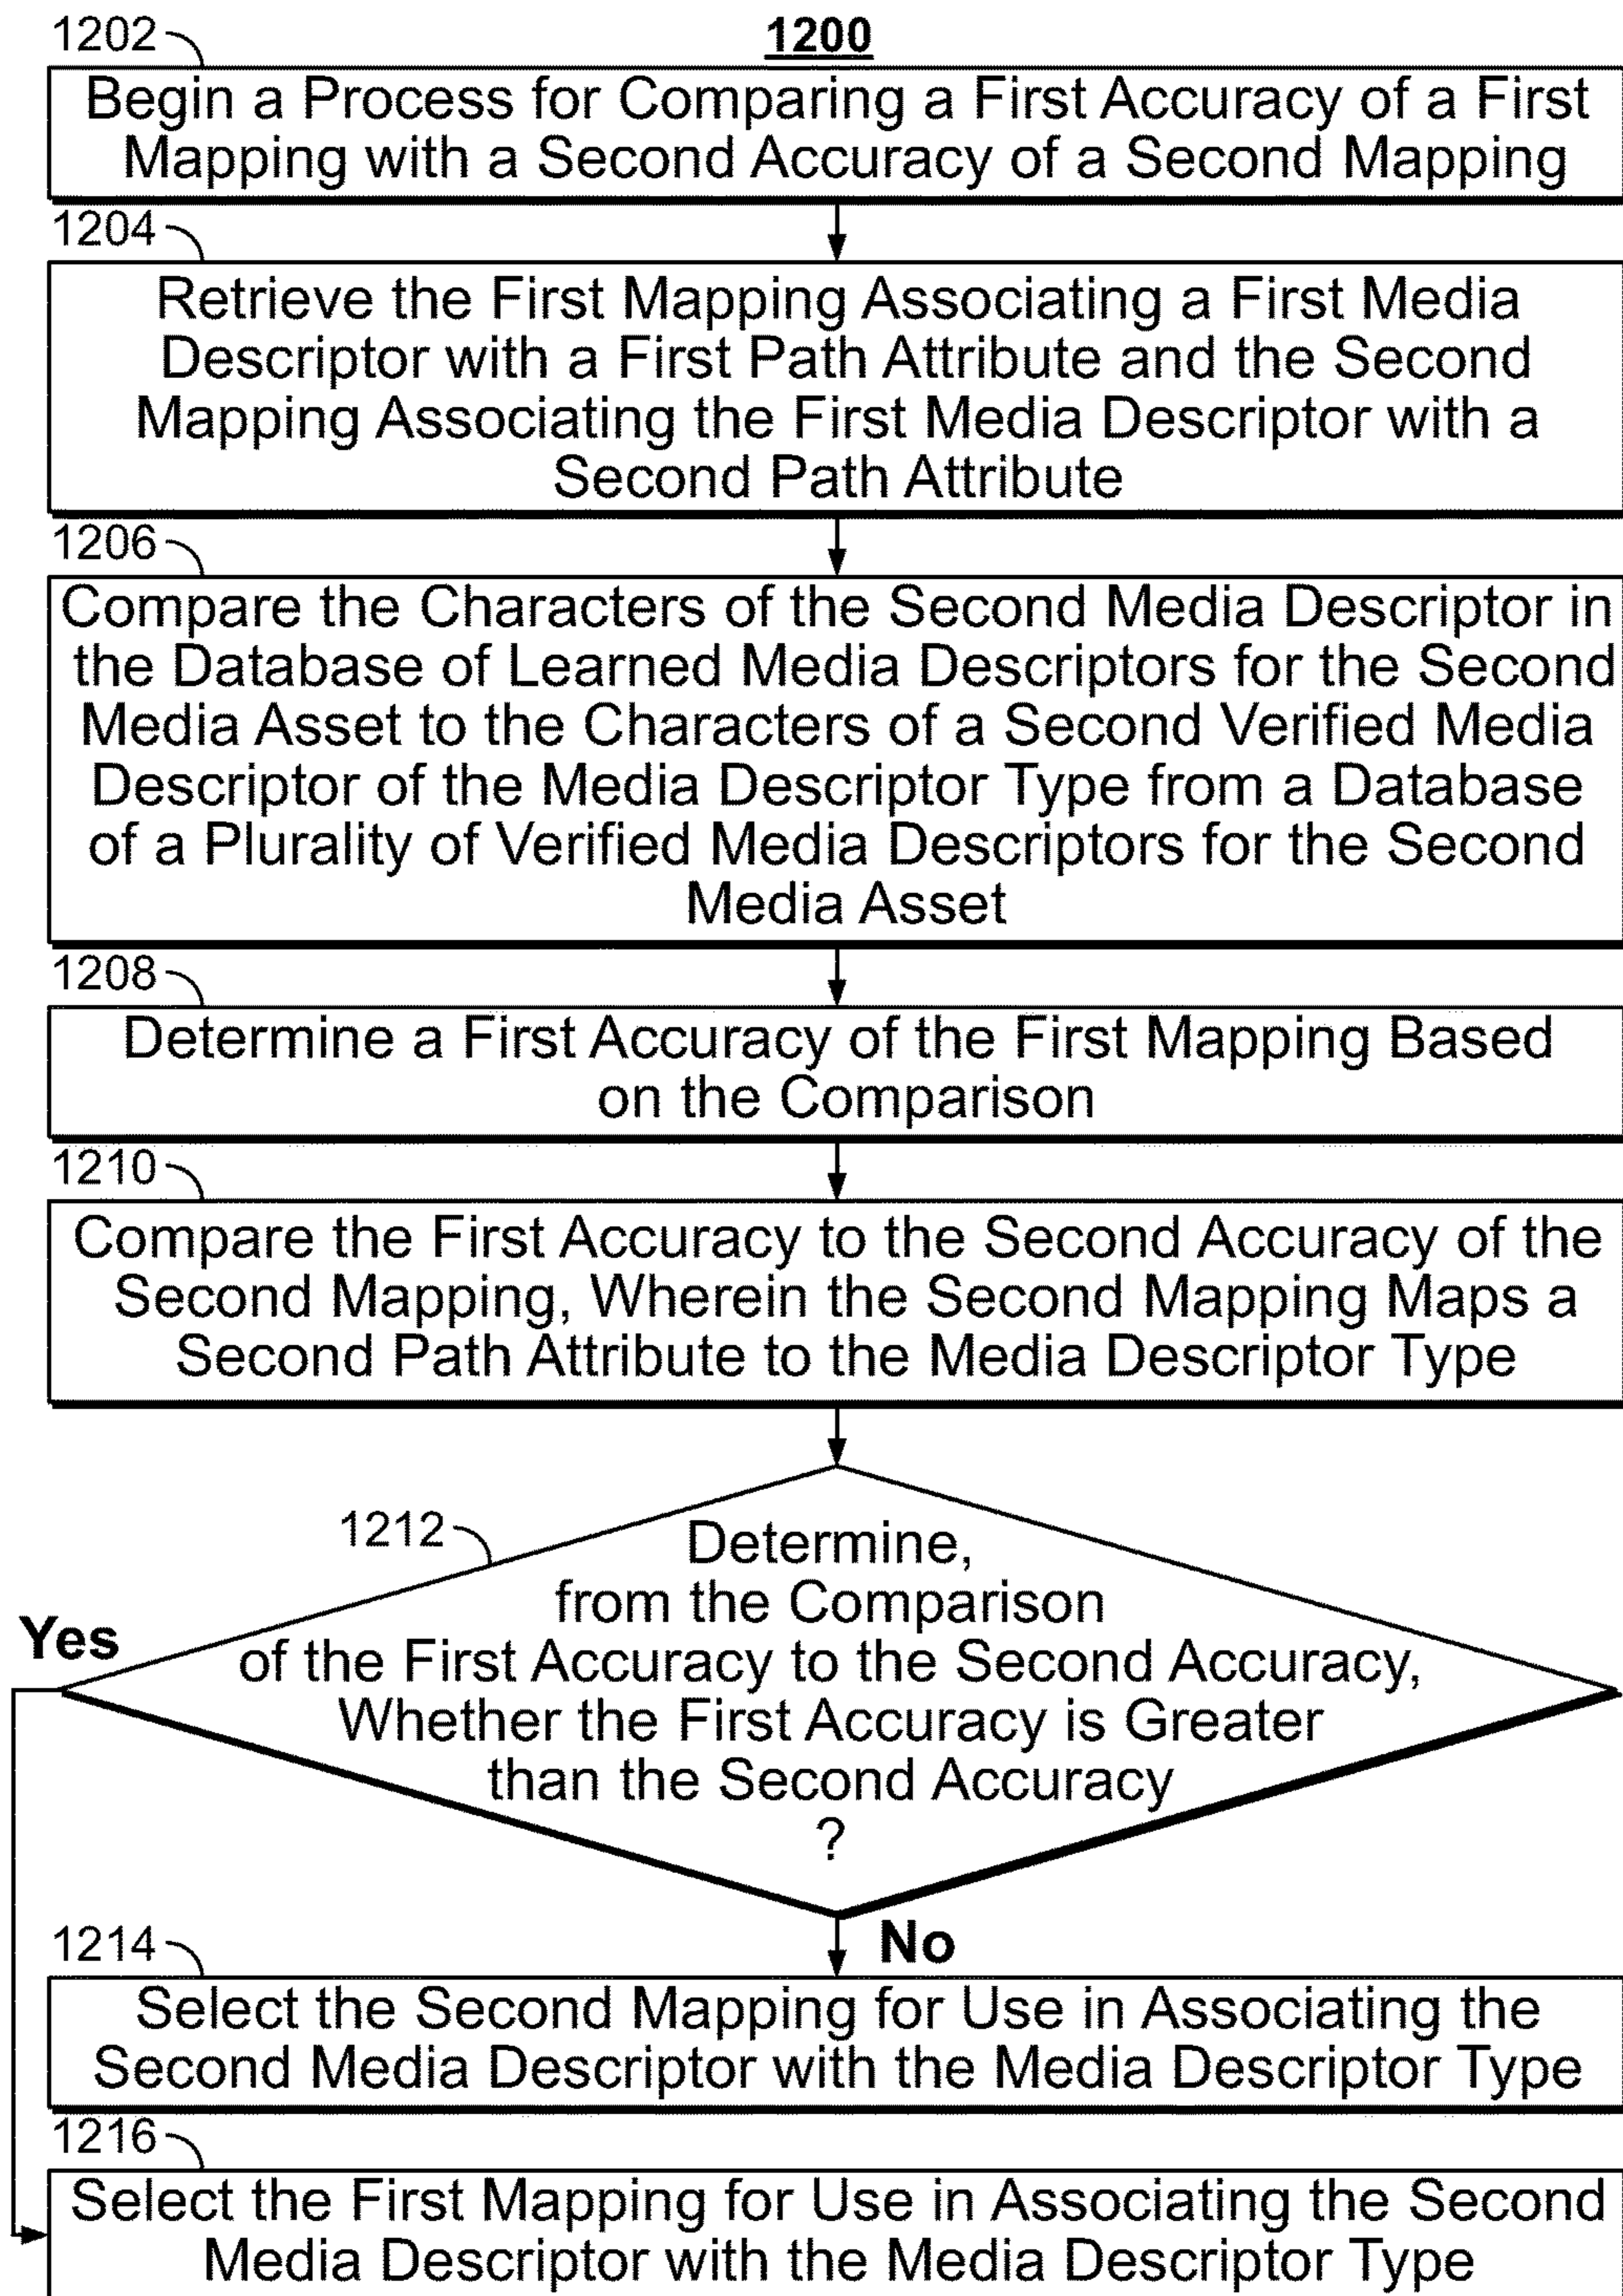 1200
1202
Begin a Process for Comparing a First Accuracy of a First
Mapping with a Second Accuracy of a Second Mapping
1204
Retrieve the First Mapping Associating a First Media
Descriptor with a First Path Attribute and the Second
Mapping Associating the First Media Descriptor with a
Second Path Attribute
1206
Compare the Characters of the Second Media Descriptor in
the Database of Learned Media Descriptors for the Second
Media Asset to the Characters of a Second Verified Media
Descriptor of the Media Descriptor Type from a Database
of a Plurality of Verified Media Descriptors for the Second
Media Asset
1208
Determine a First Accuracy of the First Mapping Based
on the Comparison
1210
Compare the First Accuracy to the Second Accuracy of the
Second Mapping, Wherein the Second Mapping Maps a
Second Path Attribute to the Media Descriptor Type
1212
Determine,
from the Comparison
of the First Accuracy to the Second Accuracy,
Whether the First Accuracy is Greater
than the Second Accuracy
?
Yes
No
1214
Select the Second Mapping for Use in Associating the
Second Media Descriptor with the Media Descriptor Type
1216
Select the First Mapping for Use in Associating the Second
Media Descriptor with the Media Descriptor Type